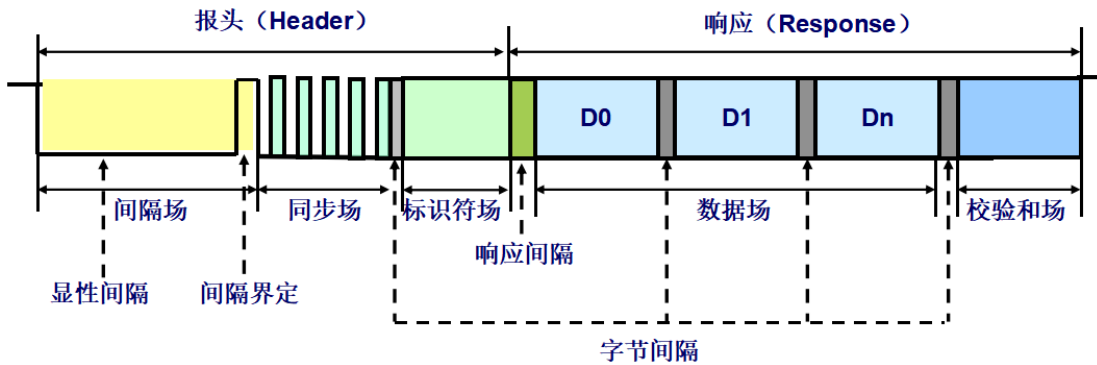 报头（Header）
响应（Response）
D0
D1
Dn
间隔场
同步场
标识符场
数据场
校验和场
响应间隔
显性间隔
间隔界定
字节间隔